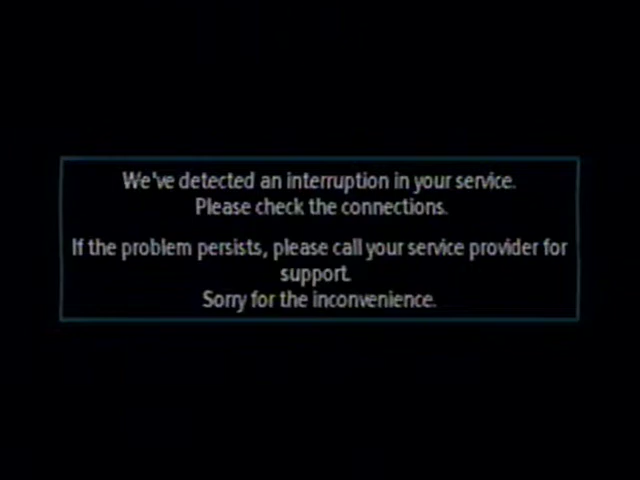 We've detected an interruption in your service.
Please check the connections.
If the problem persists, please call your service provider for
support.
Sorry for the inconvenience.